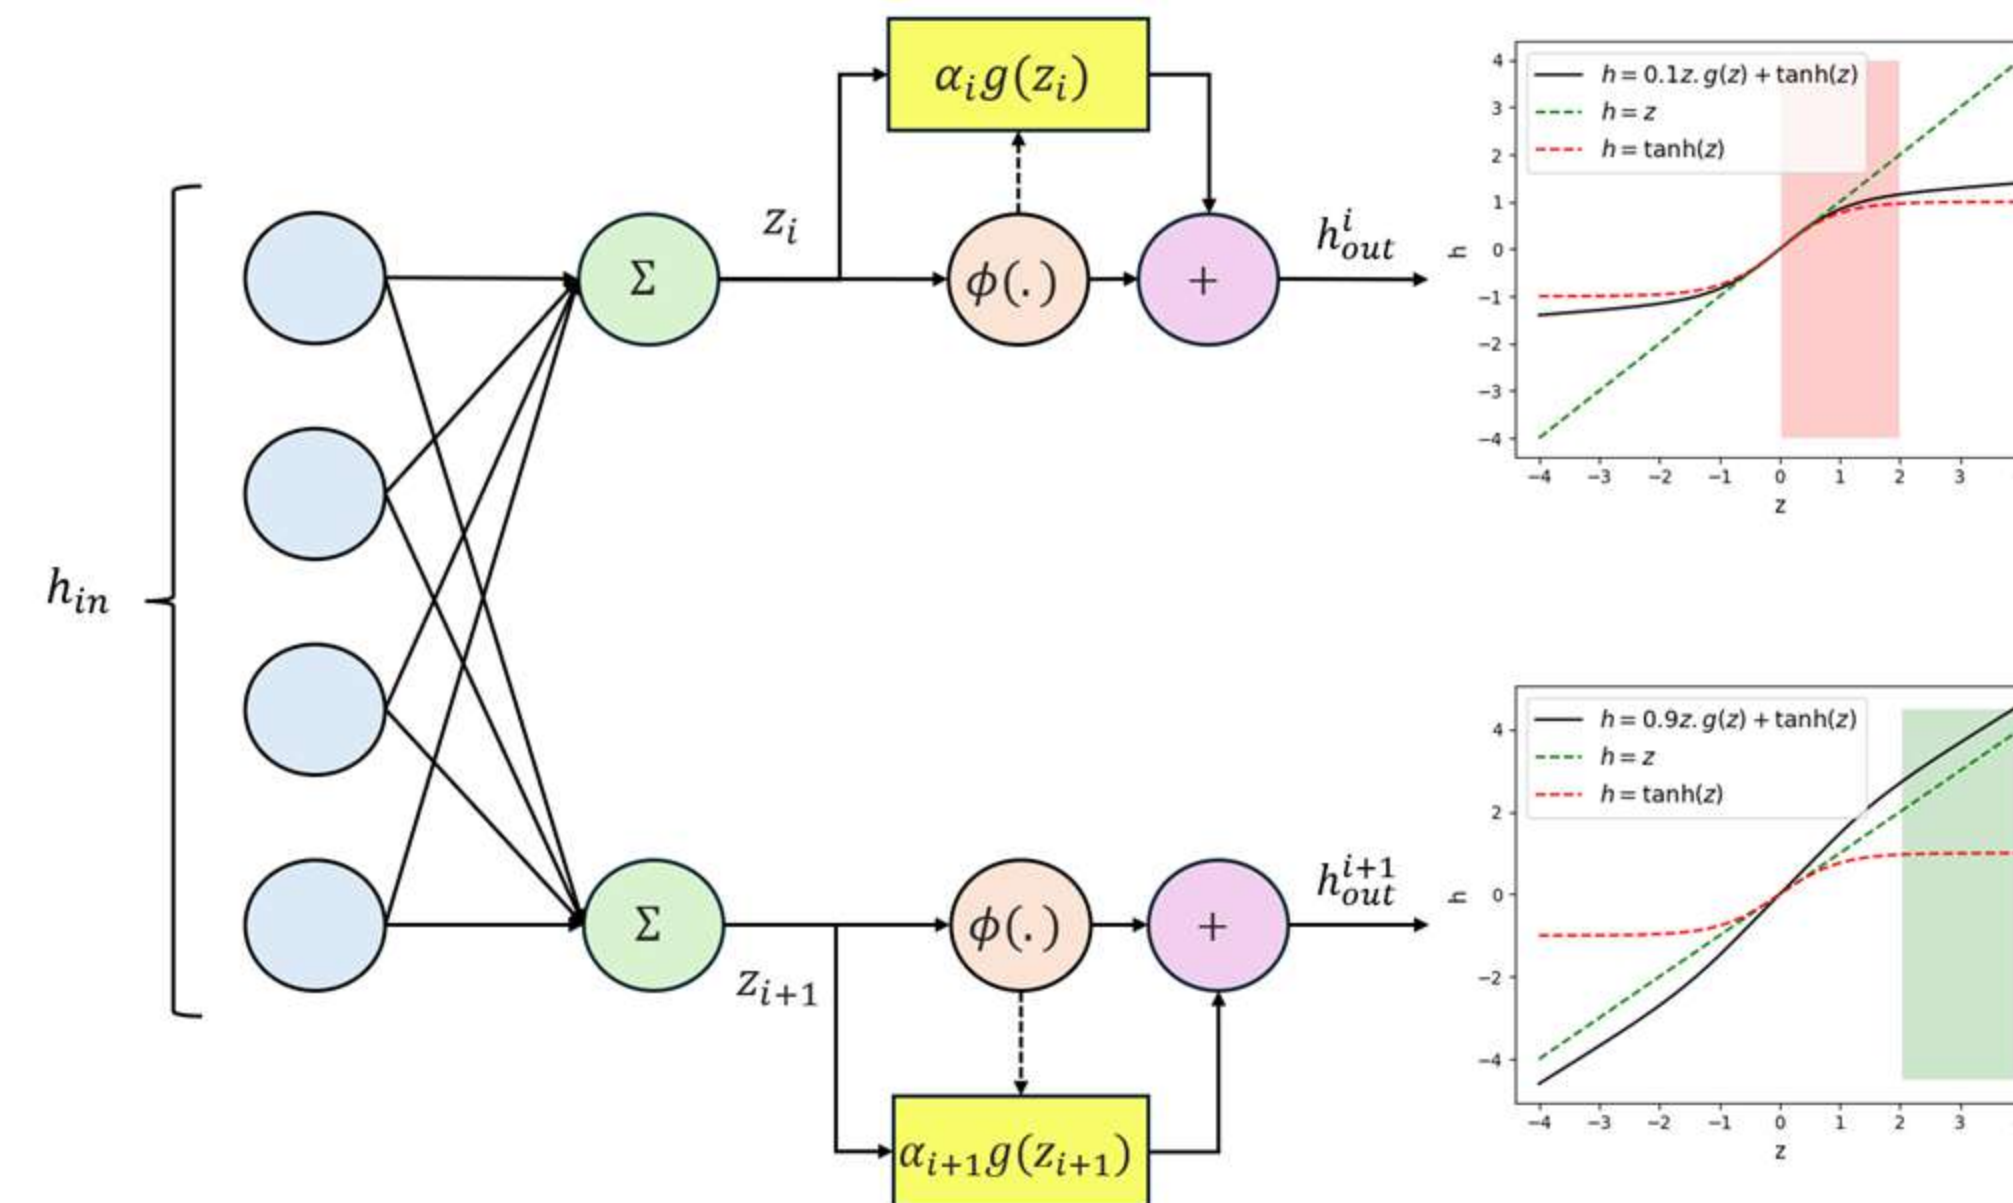 α_i g(z_i)
z_i
Σ
ϕ(.)
+
h_out^i
h_in
Σ
z_{i+1}
ϕ(.)
+
h_out^{i+1}
α_{i+1} g(z_{i+1})
h = 0.1z. g(z) + tanh(z)
h = z
h = tanh(z)
4
3
2
1
0
−1
−2
−3
−4
h
−4 −3 −2 −1 0 1 2 3
z
h = 0.9z. g(z) + tanh(z)
h = z
h = tanh(z)
4
2
0
−2
−4
h
−4 −3 −2 −1 0 1 2 3
z